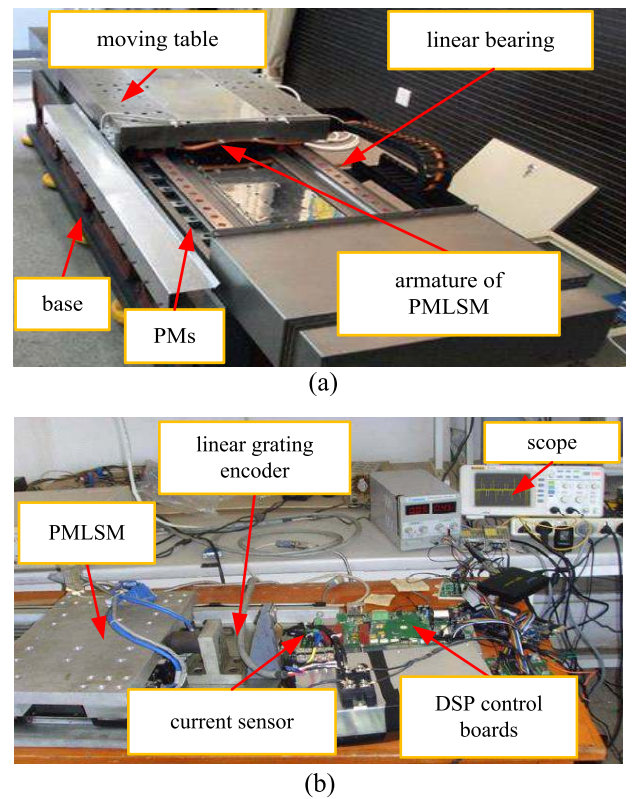 moving table
linear bearing
base
PMs
armature of
PMLSM
(a)
linear grating
encoder
scope
PMLSM
current sensor
DSP control
boards
(b)